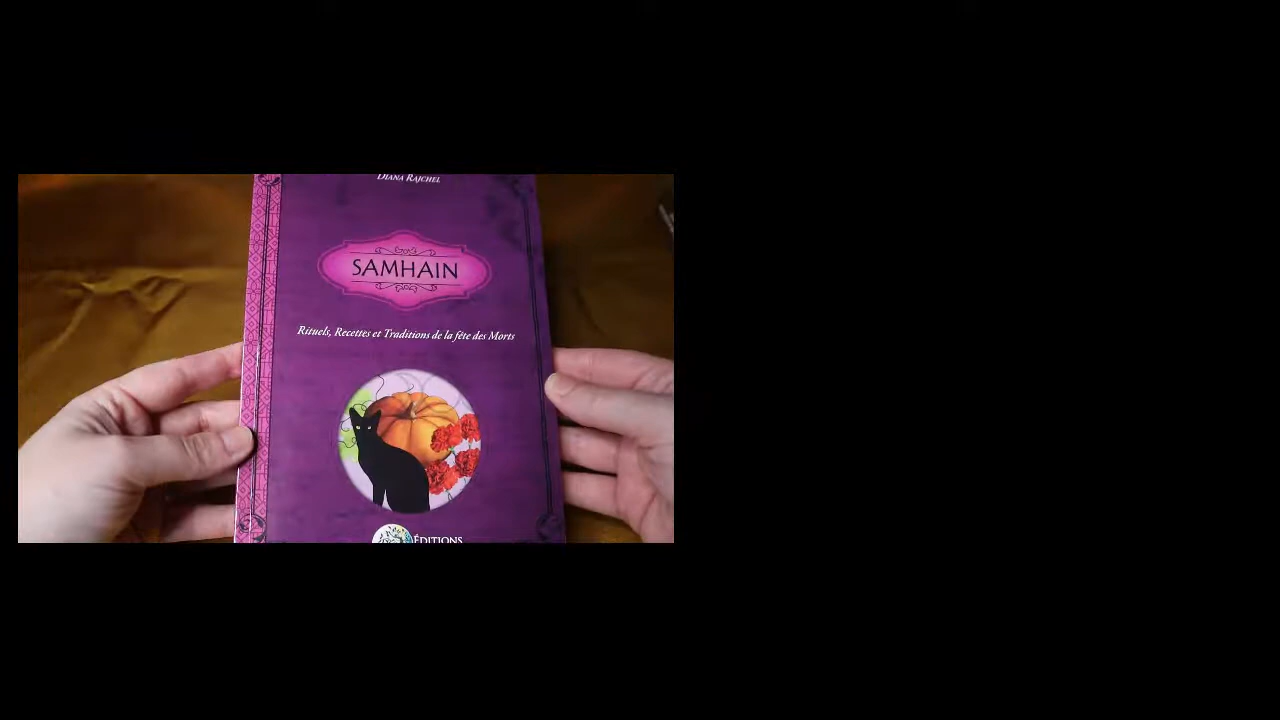 DIANA RAJCHEL
SAMHAIN
Rituels, Recettes et Traditions de la fête des Morts
ÉDITIONS